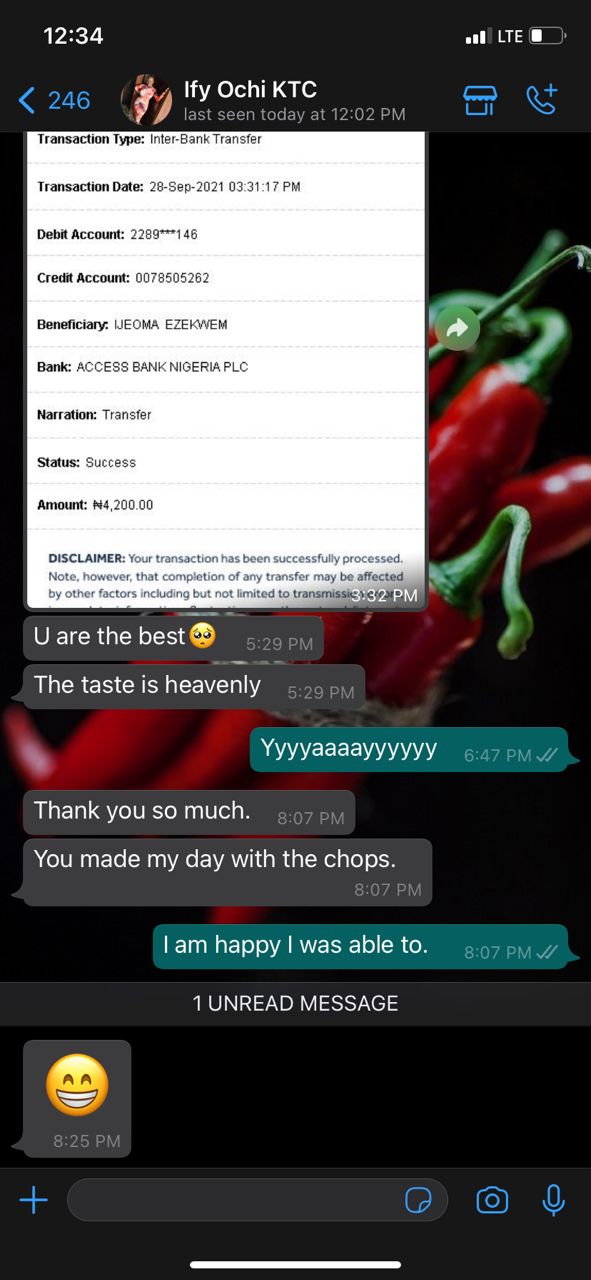 12:34
LTE
246
Ify Ochi KTC
last seen today at 12:02 PM
Transaction Type: Inter-Bank Transfer
Transaction Date: 28-Sep-2021 03:31:17 PM
Debit Account: 2289***146
Credit Account: 0078505262
Beneficiary: IJEOMA EZEKWEM
Bank: ACCESS BANK NIGERIA PLC
Narration: Transfer
Status: Success
Amount: ₦4,200.00
DISCLAIMER: Your transaction has been successfully processed.
Note, however, that completion of any transfer may be affected
by other factors including but not limited to
3:32 PM
U are the best🥺 5:29 PM
The taste is heavenly 5:29 PM
Yyyyaaaayyyyyy 6:47 PM
Thank you so much. 8:07 PM
You made my day with the chops.
8:07 PM
I am happy I was able to. 8:07 PM
1 UNREAD MESSAGE
😁
8:25 PM